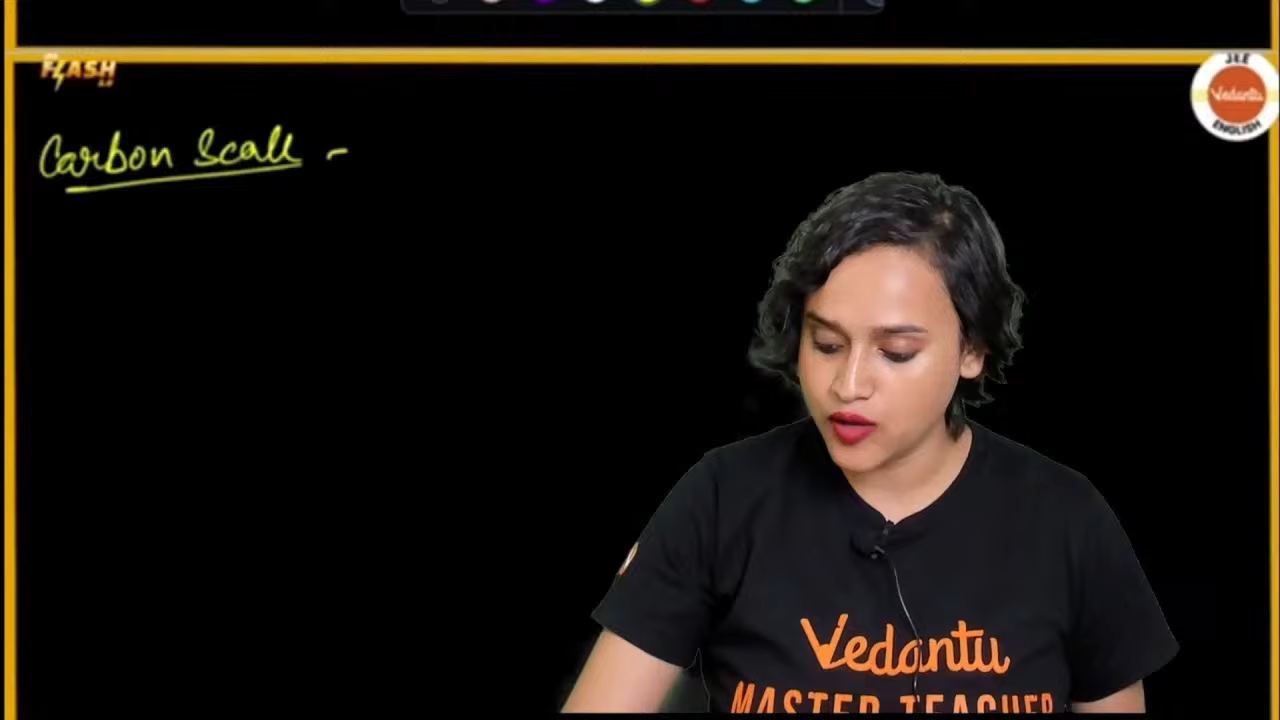 FLASH
JEE
Vedantu
ENGLISH
Carbon Scale -
Vedantu
MASTER TEACHER